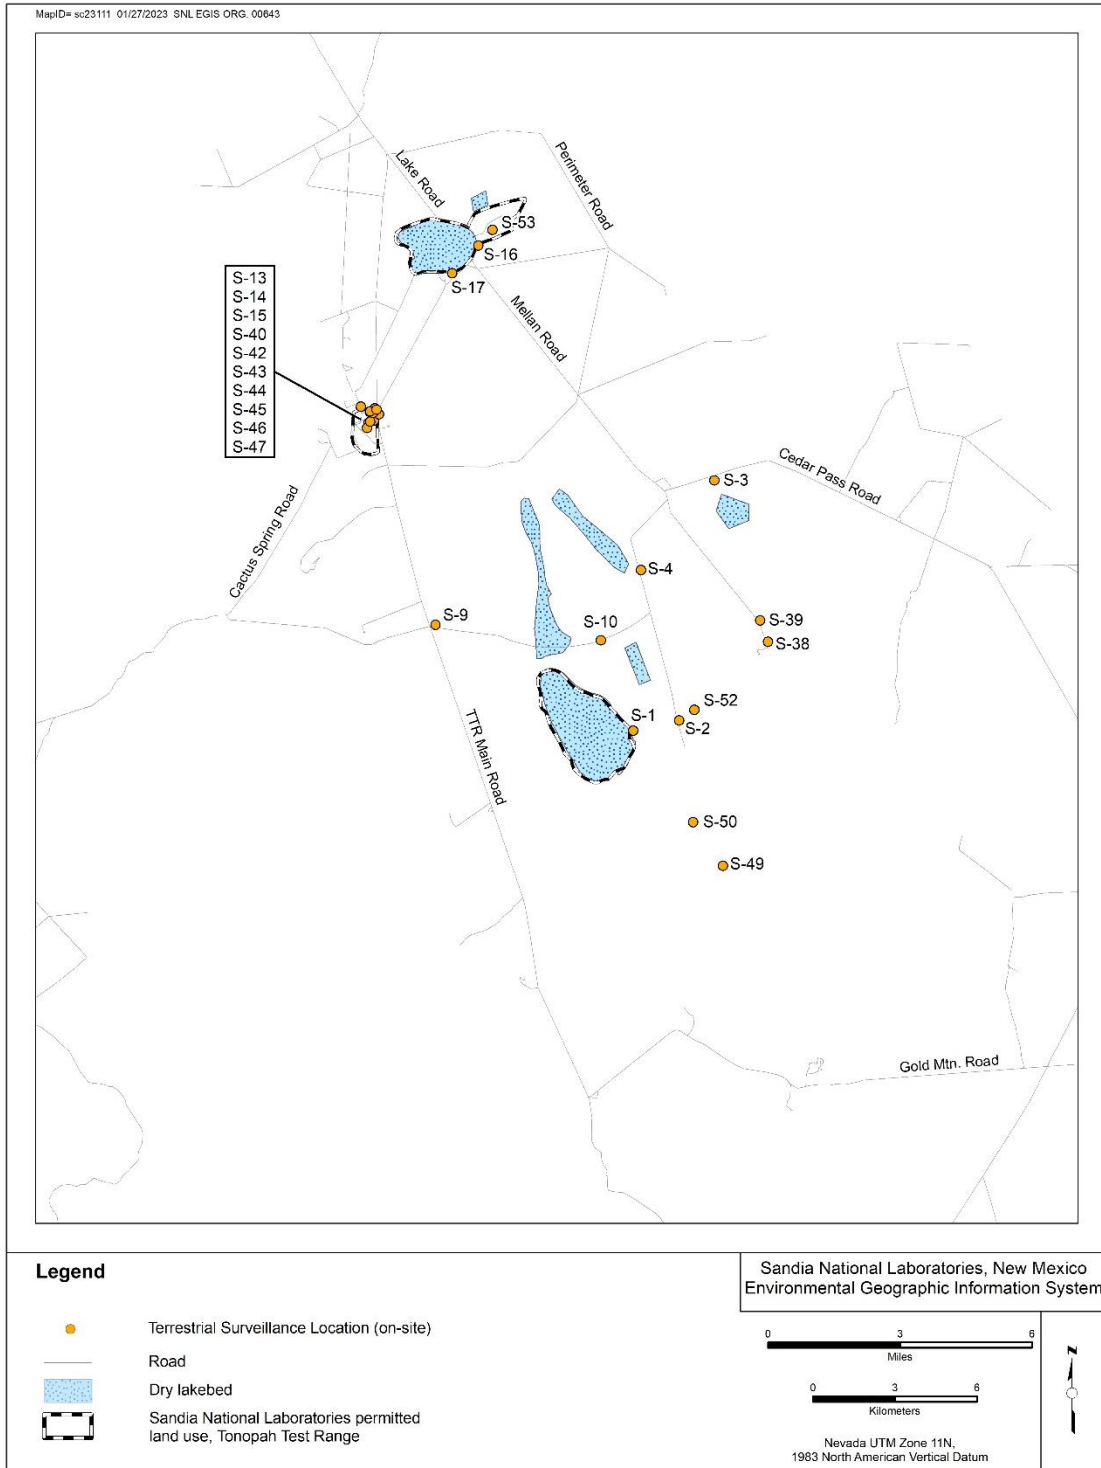 MapID= sc23111 01/27/2023 SNL EGIS ORG. 00643
Lake Road
Perimeter Road
S-53
S-16
S-17
Mellan Road
S-13
S-14
S-15
S-40
S-42
S-43
S-44
S-45
S-46
S-47
S-3
Cedar Pass Road
Cactus Spring Road
S-4
S-9
S-10
S-39
S-38
S-52
S-1
S-2
TTR Main Road
S-50
S-49
Gold Mtn. Road
Legend
Terrestrial Surveillance Location (on-site)
Road
Dry lakebed
Sandia National Laboratories permitted
land use, Tonopah Test Range
Sandia National Laboratories, New Mexico
Environmental Geographic Information System
0 3 6
Miles
0 3 6
Kilometers
Nevada UTM Zone 11N,
1983 North American Vertical Datum
N